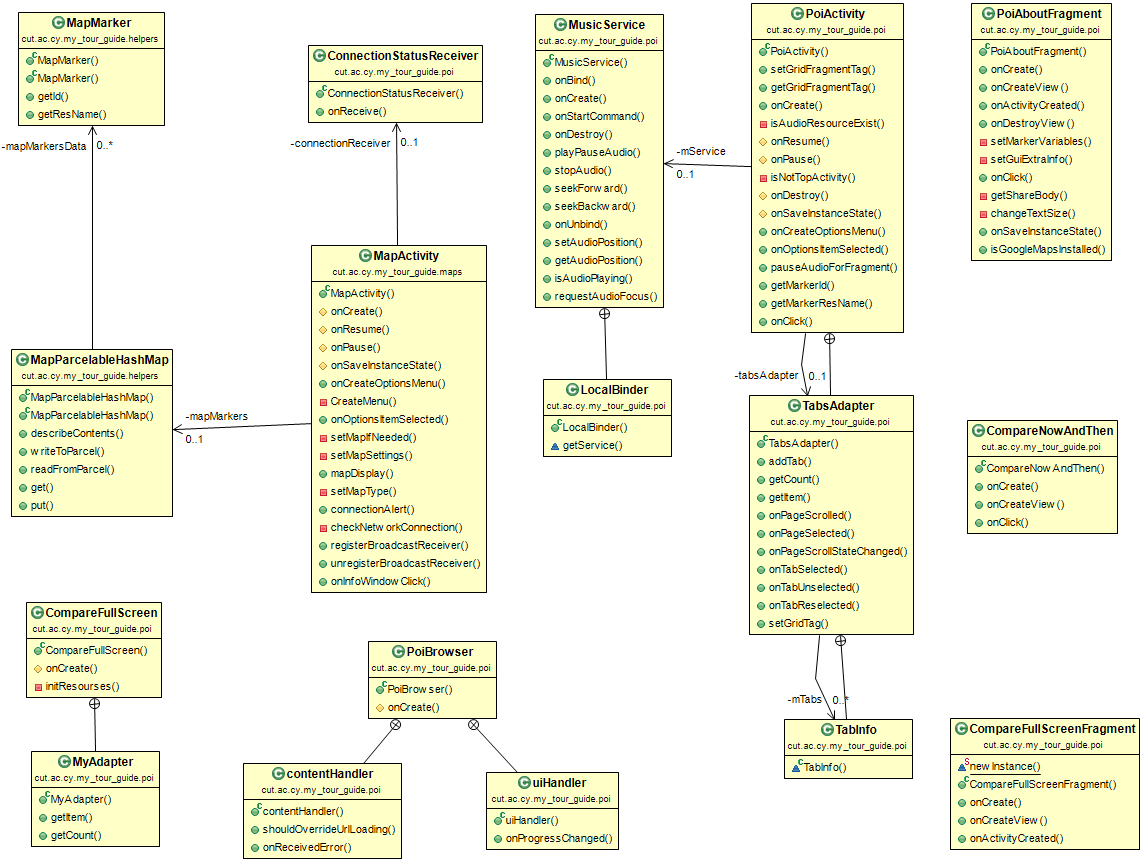 MapMarker
cut.ac.cy.my_tour_guide.helpers
MapMarker()
MapMarker()
getId()
getResName()
-mapMarkersData
0..*
ConnectionStatusReceiver
cut.ac.cy.my_tour_guide.poi
ConnectionStatusReceiver()
onReceive()
-connectionReceiver
0..1
MusicService
cut.ac.cy.my_tour_guide.poi
MusicService()
onBind()
onCreate()
onStartCommand()
onDestroy()
playPauseAudio()
stopAudio()
seekForward()
seekBackward()
onUnbind()
setAudioPosition()
getAudioPosition()
isAudioPlaying()
requestAudioFocus()
-mService
0..1
PoiActivity
cut.ac.cy.my_tour_guide.poi
PoiActivity()
setGridFragmentTag()
getGridFragmentTag()
onCreate()
isAudioResourceExist()
onResume()
onPause()
isNotTopActivity()
onDestroy()
onSaveInstanceState()
onCreateOptionsMenu()
onOptionsItemSelected()
pauseAudioForFragment()
getMarkerId()
getMarkerResName()
onClick()
PoiAboutFragment
cut.ac.cy.my_tour_guide.poi
PoiAboutFragment()
onCreate()
onCreateView()
onActivityCreated()
onDestroyView()
setMarkerVariables()
setGuiExtraInfo()
onClick()
getShareBody()
changeTextSize()
onSaveInstanceState()
isGoogleMapsInstalled()
MapActivity
cut.ac.cy.my_tour_guide.maps
MapActivity()
onCreate()
onResume()
onPause()
onSaveInstanceState()
onCreateOptionsMenu()
CreateMenu()
onOptionsItemSelected()
setMapIfNeeded()
setMapSettings()
mapDisplay()
setMapType()
connectionAlert()
checkNetworkConnection()
registerBroadcastReceiver()
unregisterBroadcastReceiver()
onInfoWindowClick()
MapParcelableHashMap
cut.ac.cy.my_tour_guide.helpers
MapParcelableHashMap()
MapParcelableHashMap()
describeContents()
writeToParcel()
readFromParcel()
get()
put()
-mapMarkers
0..1
LocalBinder
cut.ac.cy.my_tour_guide.poi
LocalBinder()
getService()
-tabsAdapter
0..1
TabsAdapter
cut.ac.cy.my_tour_guide.poi
TabsAdapter()
addTab()
getCount()
getItem()
onPageScrolled()
onPageSelected()
onPageScrollStateChanged()
onTabSelected()
onTabUnselected()
onTabReselected()
setGridTag()
CompareNowAndThen
cut.ac.cy.my_tour_guide.poi
CompareNowAndThen()
onCreate()
onCreateView()
onClick()
CompareFullScreen
cut.ac.cy.my_tour_guide.poi
CompareFullScreen()
onCreate()
initResourses()
PoiBrowser
cut.ac.cy.my_tour_guide.poi
PoiBrowser()
onCreate()
-mTabs
0..*
MyAdapter
cut.ac.cy.my_tour_guide.poi
MyAdapter()
getItem()
getCount()
contentHandler
cut.ac.cy.my_tour_guide.poi
contentHandler()
shouldOverrideUrlLoading()
onReceivedError()
uiHandler
cut.ac.cy.my_tour_guide.poi
uiHandler()
onProgressChanged()
TabInfo
cut.ac.cy.my_tour_guide.poi
TabInfo()
CompareFullScreenFragment
cut.ac.cy.my_tour_guide.poi
newInstance()
CompareFullScreenFragment()
onCreate()
onCreateView()
onActivityCreated()